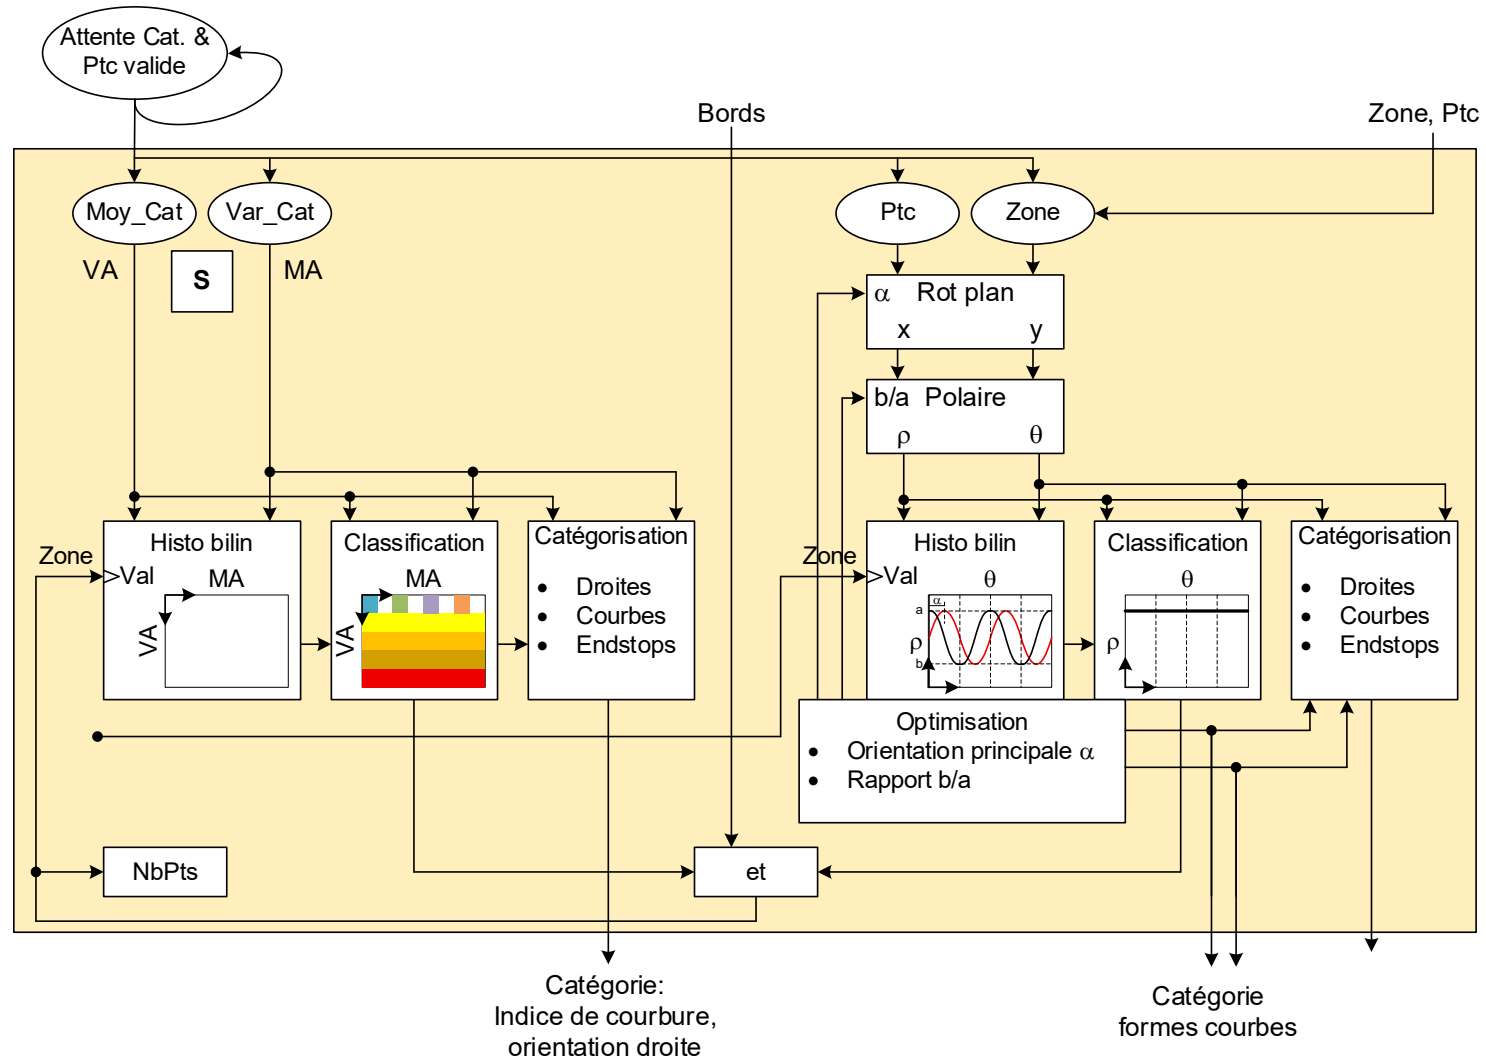 Attente Cat. &
Ptc valide
Bords
Zone, Ptc
Moy_Cat
Var_Cat
Ptc
Zone
VA
S
MA
α Rot plan
x y
b/a Polaire
ρ θ
Zone
Histo bilin
Val
MA
VA
Classification
MA
VA
Catégorisation
• Droites
• Courbes
• Endstops
Zone
Histo bilin
Val
θ
α
a
ρ
b
Classification
θ
ρ
Catégorisation
• Droites
• Courbes
• Endstops
Optimisation
• Orientation principale α
• Rapport b/a
NbPts
et
Catégorie:
Indice de courbure,
orientation droite
Catégorie
formes courbes